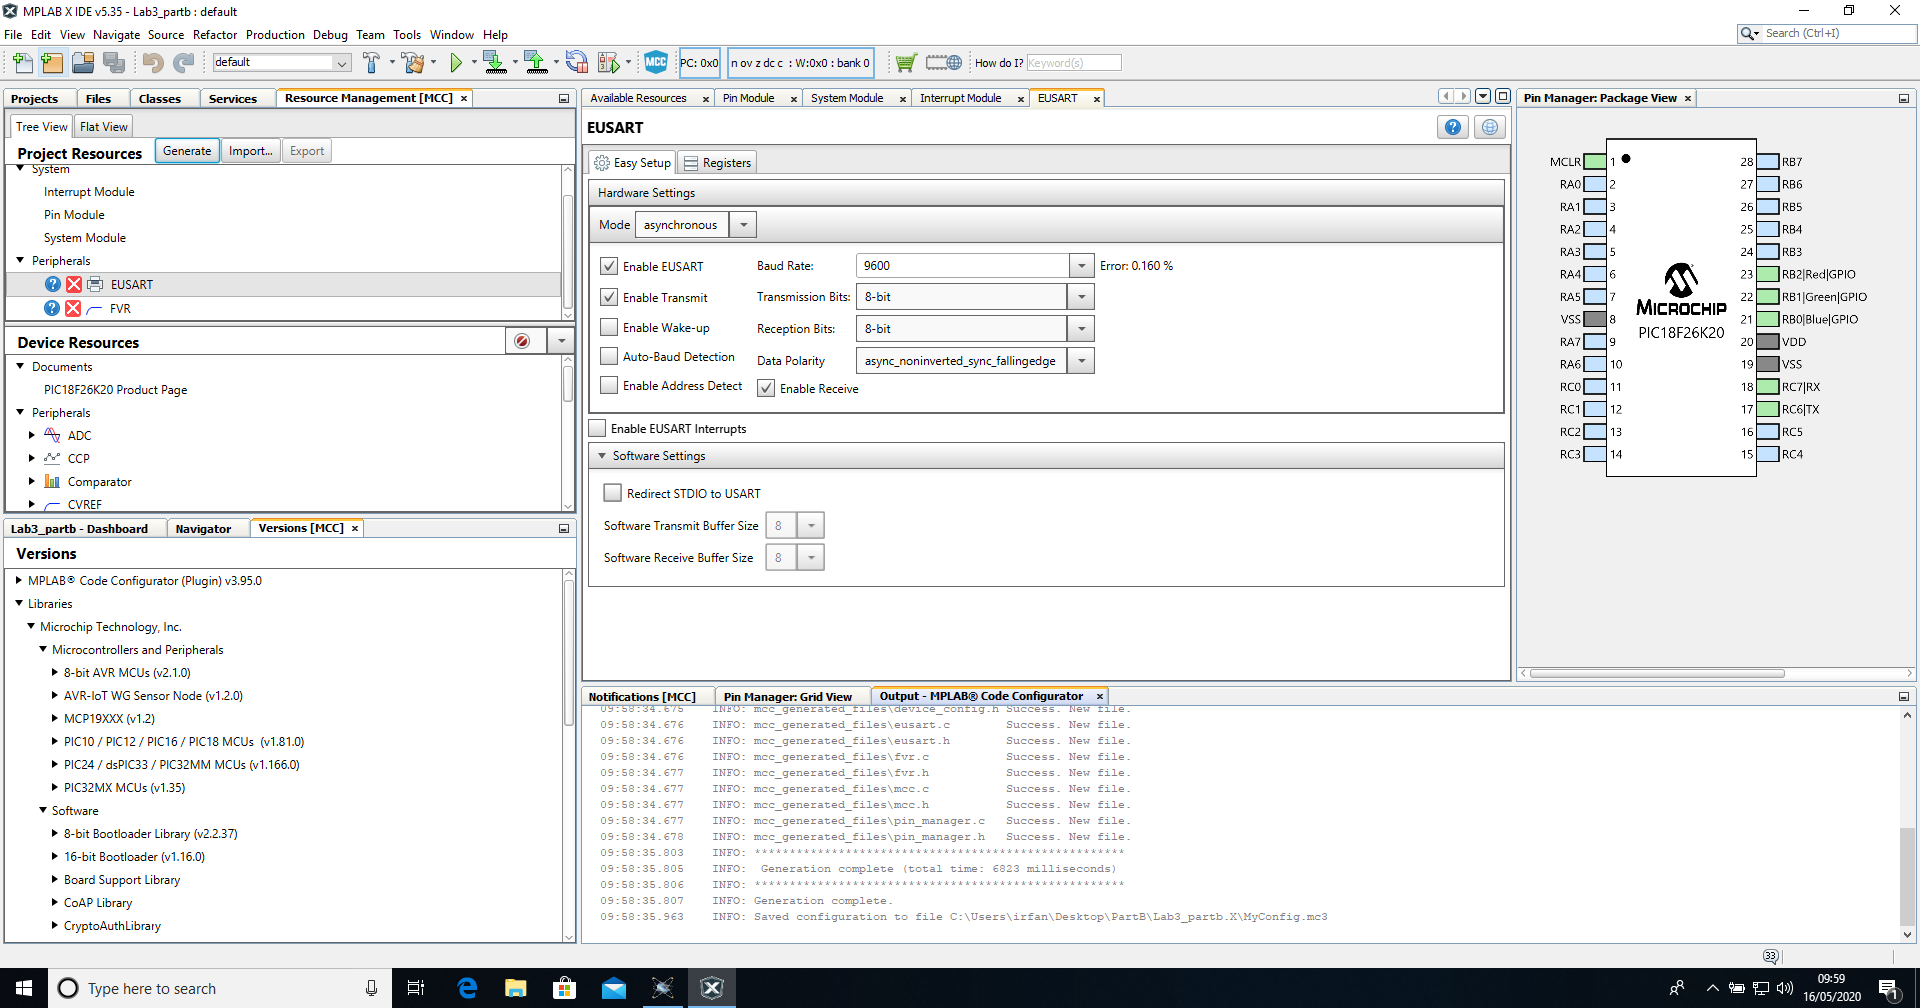 MPLAB X IDE v5.35 - Lab3_partb : default
File Edit View Navigate Source Refactor Production Debug Team Tools Window Help
Search (Ctrl+I)
default
MCC
PC: 0x0
n ov z dc c : W:0x0 : bank 0
How do I?
Keyword(s)
Projects Files Classes Services Resource Management [MCC] ×
Tree View Flat View
Project Resources Generate Import... Export
System
Interrupt Module
Pin Module
System Module
Peripherals
EUSART
FVR
Device Resources
Documents
PIC18F26K20 Product Page
Peripherals
ADC
CCP
Comparator
CVREF
Lab3_partb - Dashboard Navigator Versions [MCC] ×
Versions
MPLAB® Code Configurator (Plugin) v3.95.0
Libraries
Microchip Technology, Inc.
Microcontrollers and Peripherals
8-bit AVR MCUs (v2.1.0)
AVR-IoT WG Sensor Node (v1.2.0)
MCP19XXX (v1.2)
PIC10 / PIC12 / PIC16 / PIC18 MCUs (v1.81.0)
PIC24 / dsPIC33 / PIC32MM MCUs (v1.166.0)
PIC32MX MCUs (v1.35)
Software
8-bit Bootloader Library (v2.2.37)
16-bit Bootloader (v1.16.0)
Board Support Library
CoAP Library
CryptoAuthLibrary
Available Resources × Pin Module × System Module × Interrupt Module × EUSART ×
EUSART
Easy Setup Registers
Hardware Settings
Mode asynchronous
Enable EUSART Baud Rate: 9600 Error: 0.160 %
Enable Transmit Transmission Bits: 8-bit
Enable Wake-up Reception Bits: 8-bit
Auto-Baud Detection Data Polarity async_noninverted_sync_fallingedge
Enable Address Detect Enable Receive
Enable EUSART Interrupts
Software Settings
Redirect STDIO to USART
Software Transmit Buffer Size 8
Software Receive Buffer Size 8
Pin Manager: Package View ×
MCLR 1 28 RB7
RA0 2 27 RB6
RA1 3 26 RB5
RA2 4 25 RB4
RA3 5 24 RB3
RA4 6 23 RB2|Red|GPIO
RA5 7 22 RB1|Green|GPIO
VSS 8 21 RB0|Blue|GPIO
RA7 9 20 VDD
RA6 10 19 VSS
RC0 11 18 RC7|RX
RC1 12 17 RC6|TX
RC2 13 16 RC5
RC3 14 15 RC4
MICROCHIP
PIC18F26K20
Notifications [MCC] Pin Manager: Grid View Output - MPLAB® Code Configurator ×
09:58:34.675 INFO: mcc_generated_files\device_config.h Success. New file.
09:58:34.676 INFO: mcc_generated_files\eusart.c Success. New file.
09:58:34.676 INFO: mcc_generated_files\eusart.h Success. New file.
09:58:34.676 INFO: mcc_generated_files\fvr.c Success. New file.
09:58:34.677 INFO: mcc_generated_files\fvr.h Success. New file.
09:58:34.677 INFO: mcc_generated_files\mcc.c Success. New file.
09:58:34.677 INFO: mcc_generated_files\mcc.h Success. New file.
09:58:34.677 INFO: mcc_generated_files\pin_manager.c Success. New file.
09:58:34.678 INFO: mcc_generated_files\pin_manager.h Success. New file.
09:58:35.803 INFO: *****************************************************
09:58:35.805 INFO: Generation complete (total time: 6823 milliseconds)
09:58:35.806 INFO: *****************************************************
09:58:35.807 INFO: Generation complete.
09:58:35.963 INFO: Saved configuration to file C:\Users\irfan\Desktop\PartB\Lab3_partb.X\MyConfig.mc3
33
Type here to search
09:59
16/05/2020
1